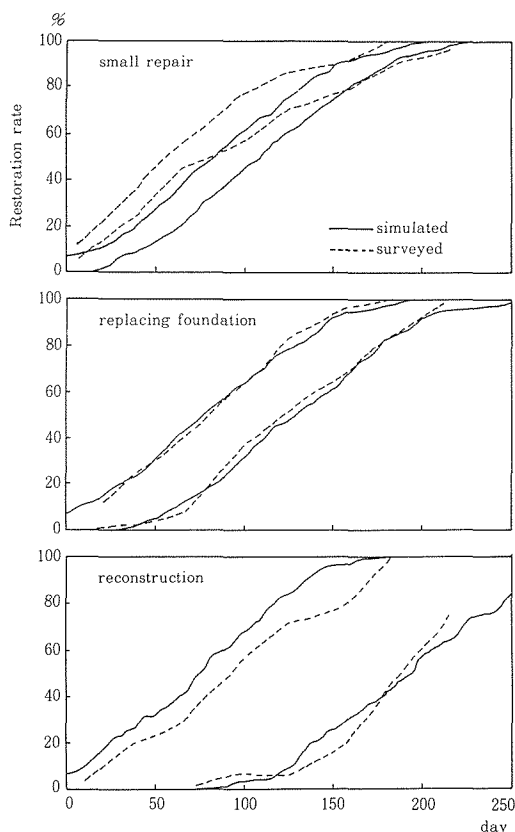 %
100
small repair
80
60
Restoration rate
40
20
0
simulated
surveyed
100
replacing foundation
80
60
40
20
0
100
reconstruction
80
60
40
20
0
0 50 100 150 200 250
day